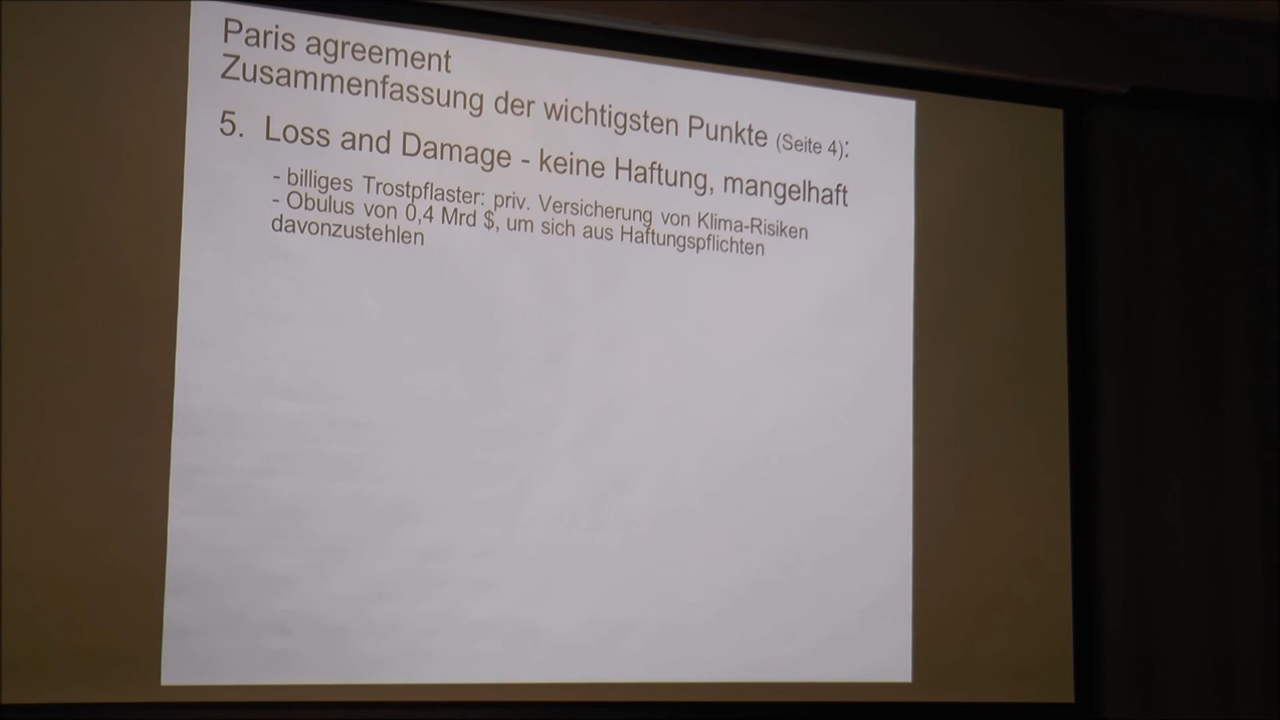 Paris agreement
Zusammenfassung der wichtigsten Punkte (Seite 4):
5. Loss and Damage - keine Haftung, mangelhaft
- billiges Trostpflaster: priv. Versicherung von Klima-Risiken
- Obulus von 0,4 Mrd $, um sich aus Haftungspflichten
davonzustehlen